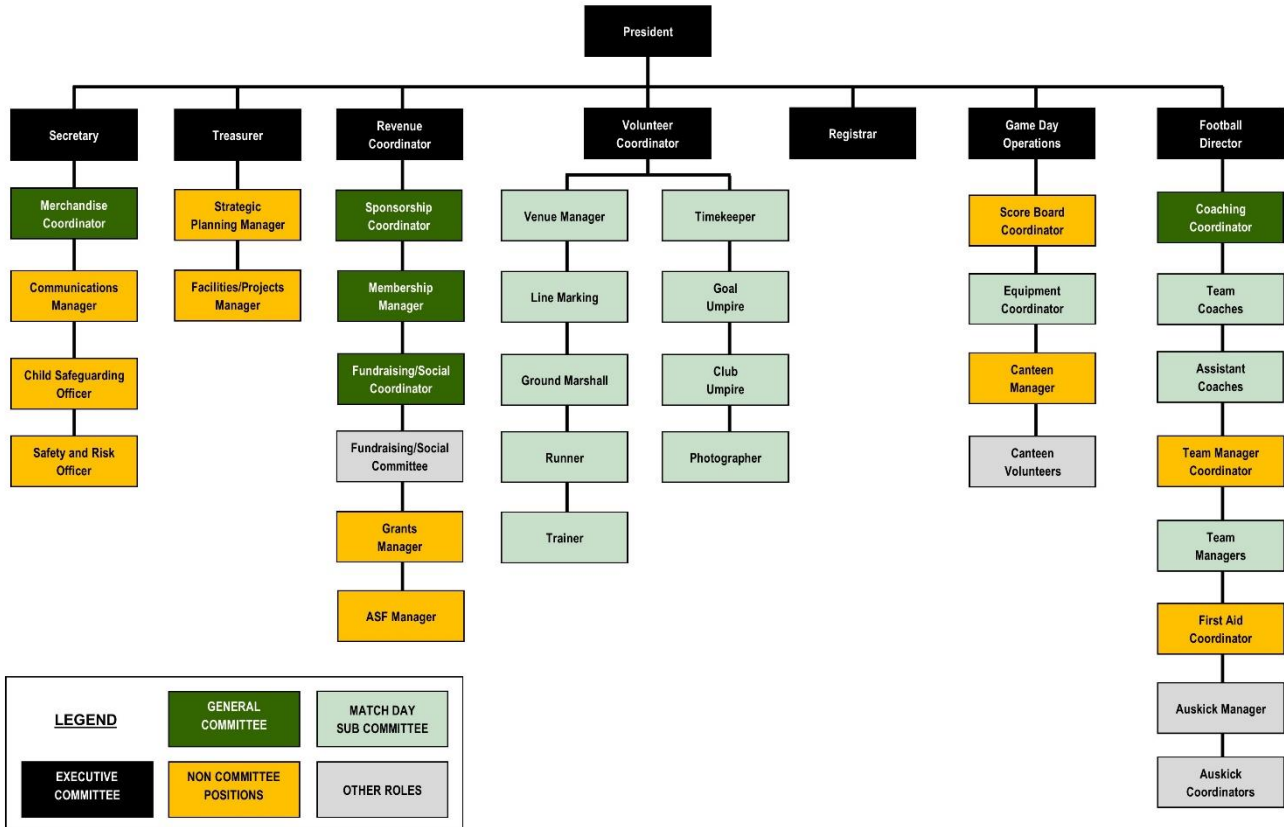 President
Secretary
Treasurer
Revenue
Coordinator
Volunteer
Coordinator
Registrar
Game Day
Operations
Football
Director
Merchandise
Coordinator
Communications
Manager
Child Safeguarding
Officer
Safety and Risk
Officer
Strategic
Planning Manager
Facilities/Projects
Manager
Sponsorship
Coordinator
Membership
Manager
Fundraising/Social
Coordinator
Fundraising/Social
Committee
Grants
Manager
ASF Manager
Venue Manager
Line Marking
Ground Marshall
Runner
Trainer
Timekeeper
Goal
Umpire
Club
Umpire
Photographer
Score Board
Coordinator
Equipment
Coordinator
Canteen
Manager
Canteen
Volunteers
Coaching
Coordinator
Team
Coaches
Assistant
Coaches
Team Manager
Coordinator
Team
Managers
First Aid
Coordinator
Auskick Manager
Auskick
Coordinators
LEGEND
GENERAL
COMMITTEE
MATCH DAY
SUB COMMITTEE
EXECUTIVE
COMMITTEE
NON COMMITTEE
POSITIONS
OTHER ROLES